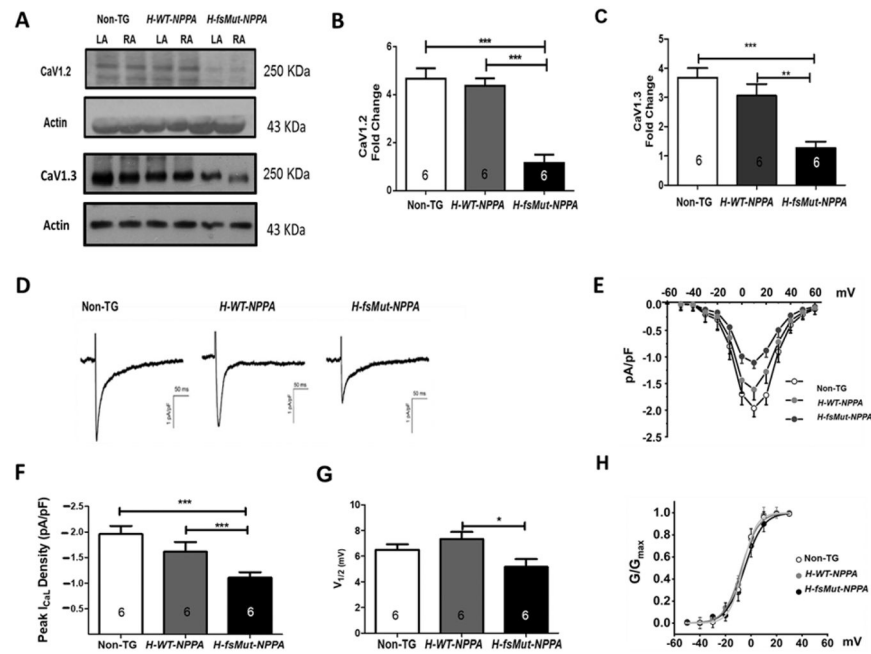 A
Non-TG H-WT-NPPA H-fsMut-NPPA
LA RA LA RA LA RA
CaV1.2 250 KDa
Actin 43 KDa
CaV1.3 250 KDa
Actin 43 KDa
B
CaV1.2
Fold Change
6
4
2
0
6 6 6
Non-TG H-WT-NPPA H-fsMut-NPPA
*** 
***
C
CaV1.3
Fold Change
5
4
3
2
1
0
***
**
6 6 6
Non-TG H-WT-NPPA H-fsMut-NPPA
D
Non-TG H-WT-NPPA H-fsMut-NPPA
50 ms 50 ms 50 ms
1 pA/pF 1 pA/pF 1 pA/pF
E
-60 -40 -20 0 20 40 60 mV
pA/pF
0.0
-0.5
-1.0
-1.5
-2.0
-2.5
Non-TG
H-WT-NPPA
H-fsMut-NPPA
F
Peak ICaL Density (pA/pF)
-2.5
-2.0
-1.5
-1.0
-0.5
***
***
6 6 6
Non-TG H-WT-NPPA H-fsMut-NPPA
G
V1/2 (mV)
10
8
6
4
2
0
*
6 6 6
Non-TG H-WT-NPPA H-fsMut-NPPA
H
G/Gmax
1.0
0.8
0.6
0.4
0.2
0.0
Non-TG
H-WT-NPPA
H-fsMut-NPPA
-60 -40 -20 0 20 40 60
mV